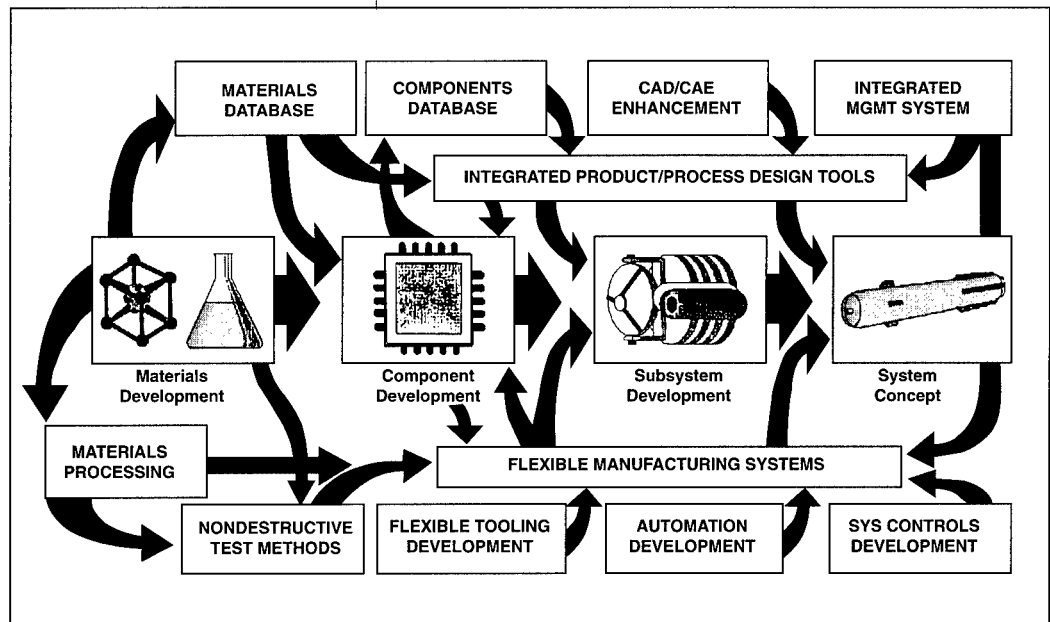 MATERIALS
DATABASE
COMPONENTS
DATABASE
CAD/CAE
ENHANCEMENT
INTEGRATED
MGMT SYSTEM
INTEGRATED PRODUCT/PROCESS DESIGN TOOLS
Materials
Development
Component
Development
Subsystem
Development
System
Concept
MATERIALS
PROCESSING
FLEXIBLE MANUFACTURING SYSTEMS
NONDESTRUCTIVE
TEST METHODS
FLEXIBLE TOOLING
DEVELOPMENT
AUTOMATION
DEVELOPMENT
SYS CONTROLS
DEVELOPMENT